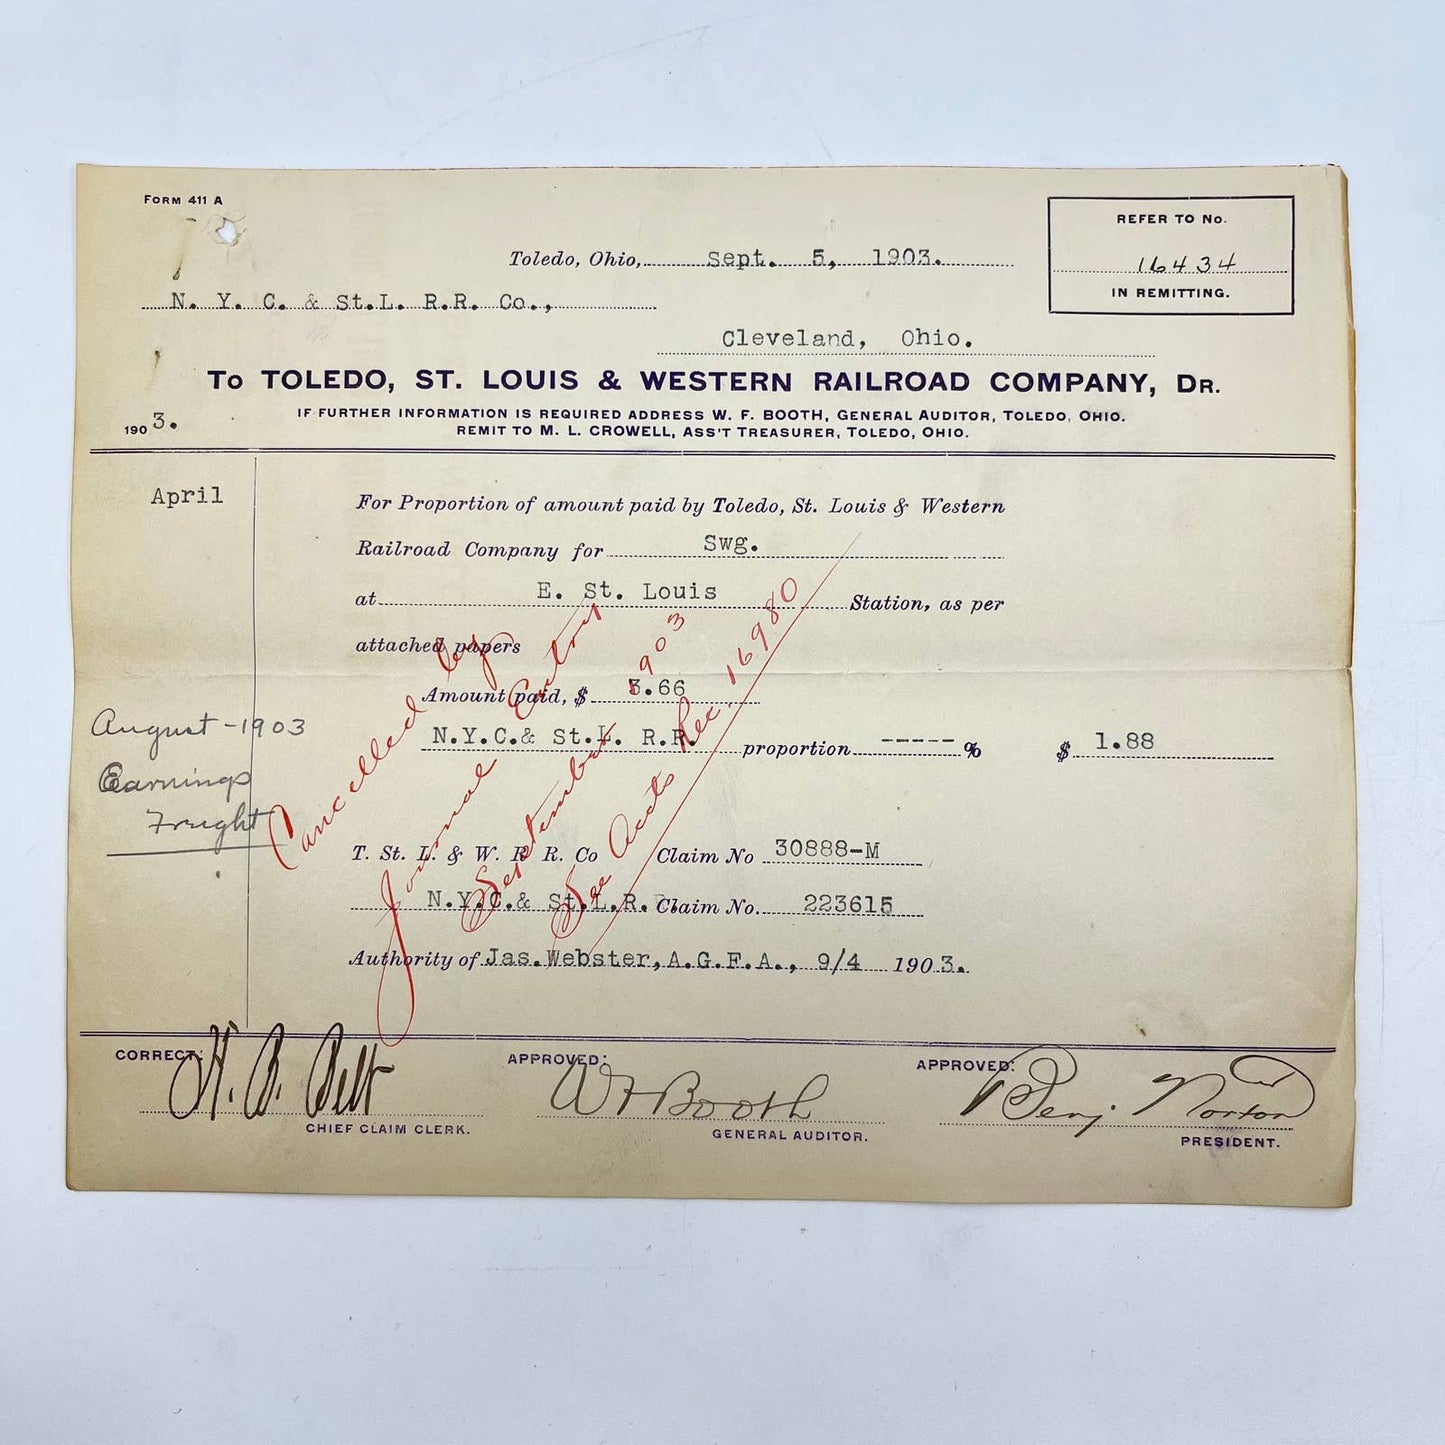 FORM 411 A
REFER TO NO.
16434
IN REMITTING.
Toledo, Ohio, Sept. 5, 1903.
N. Y. C. & St.L. R.R. Co.,
Cleveland, Ohio.
TO TOLEDO, ST. LOUIS & WESTERN RAILROAD COMPANY, DR.
IF FURTHER INFORMATION IS REQUIRED ADDRESS W. F. BOOTH, GENERAL AUDITOR, TOLEDO, OHIO.
REMIT TO M. L. CROWELL, ASS'T TREASURER, TOLEDO, OHIO.
1903.
April
For Proportion of amount paid by Toledo, St. Louis & Western
Railroad Company for Swg.
at E. St. Louis Station, as per
attached papers
Amount paid, $ 3.66
N.Y.C.& St.L. R.R. proportion ----- % $ 1.88
August - 1903
Earnings
Freight
Cancelled by
Journal Entry
September 1903
See Aucts Rec. 16980
T. St. L. & W. R. R. Co Claim No 30888-M
N.Y.C.& St.L.R. Claim No. 223615
Authority of Jas. Webster, A.G.F.A., 9/4 1903.
CORRECT: H. B. Belt
CHIEF CLAIM CLERK.
APPROVED: W F Booth
GENERAL AUDITOR.
APPROVED: Benj. Norton
PRESIDENT.